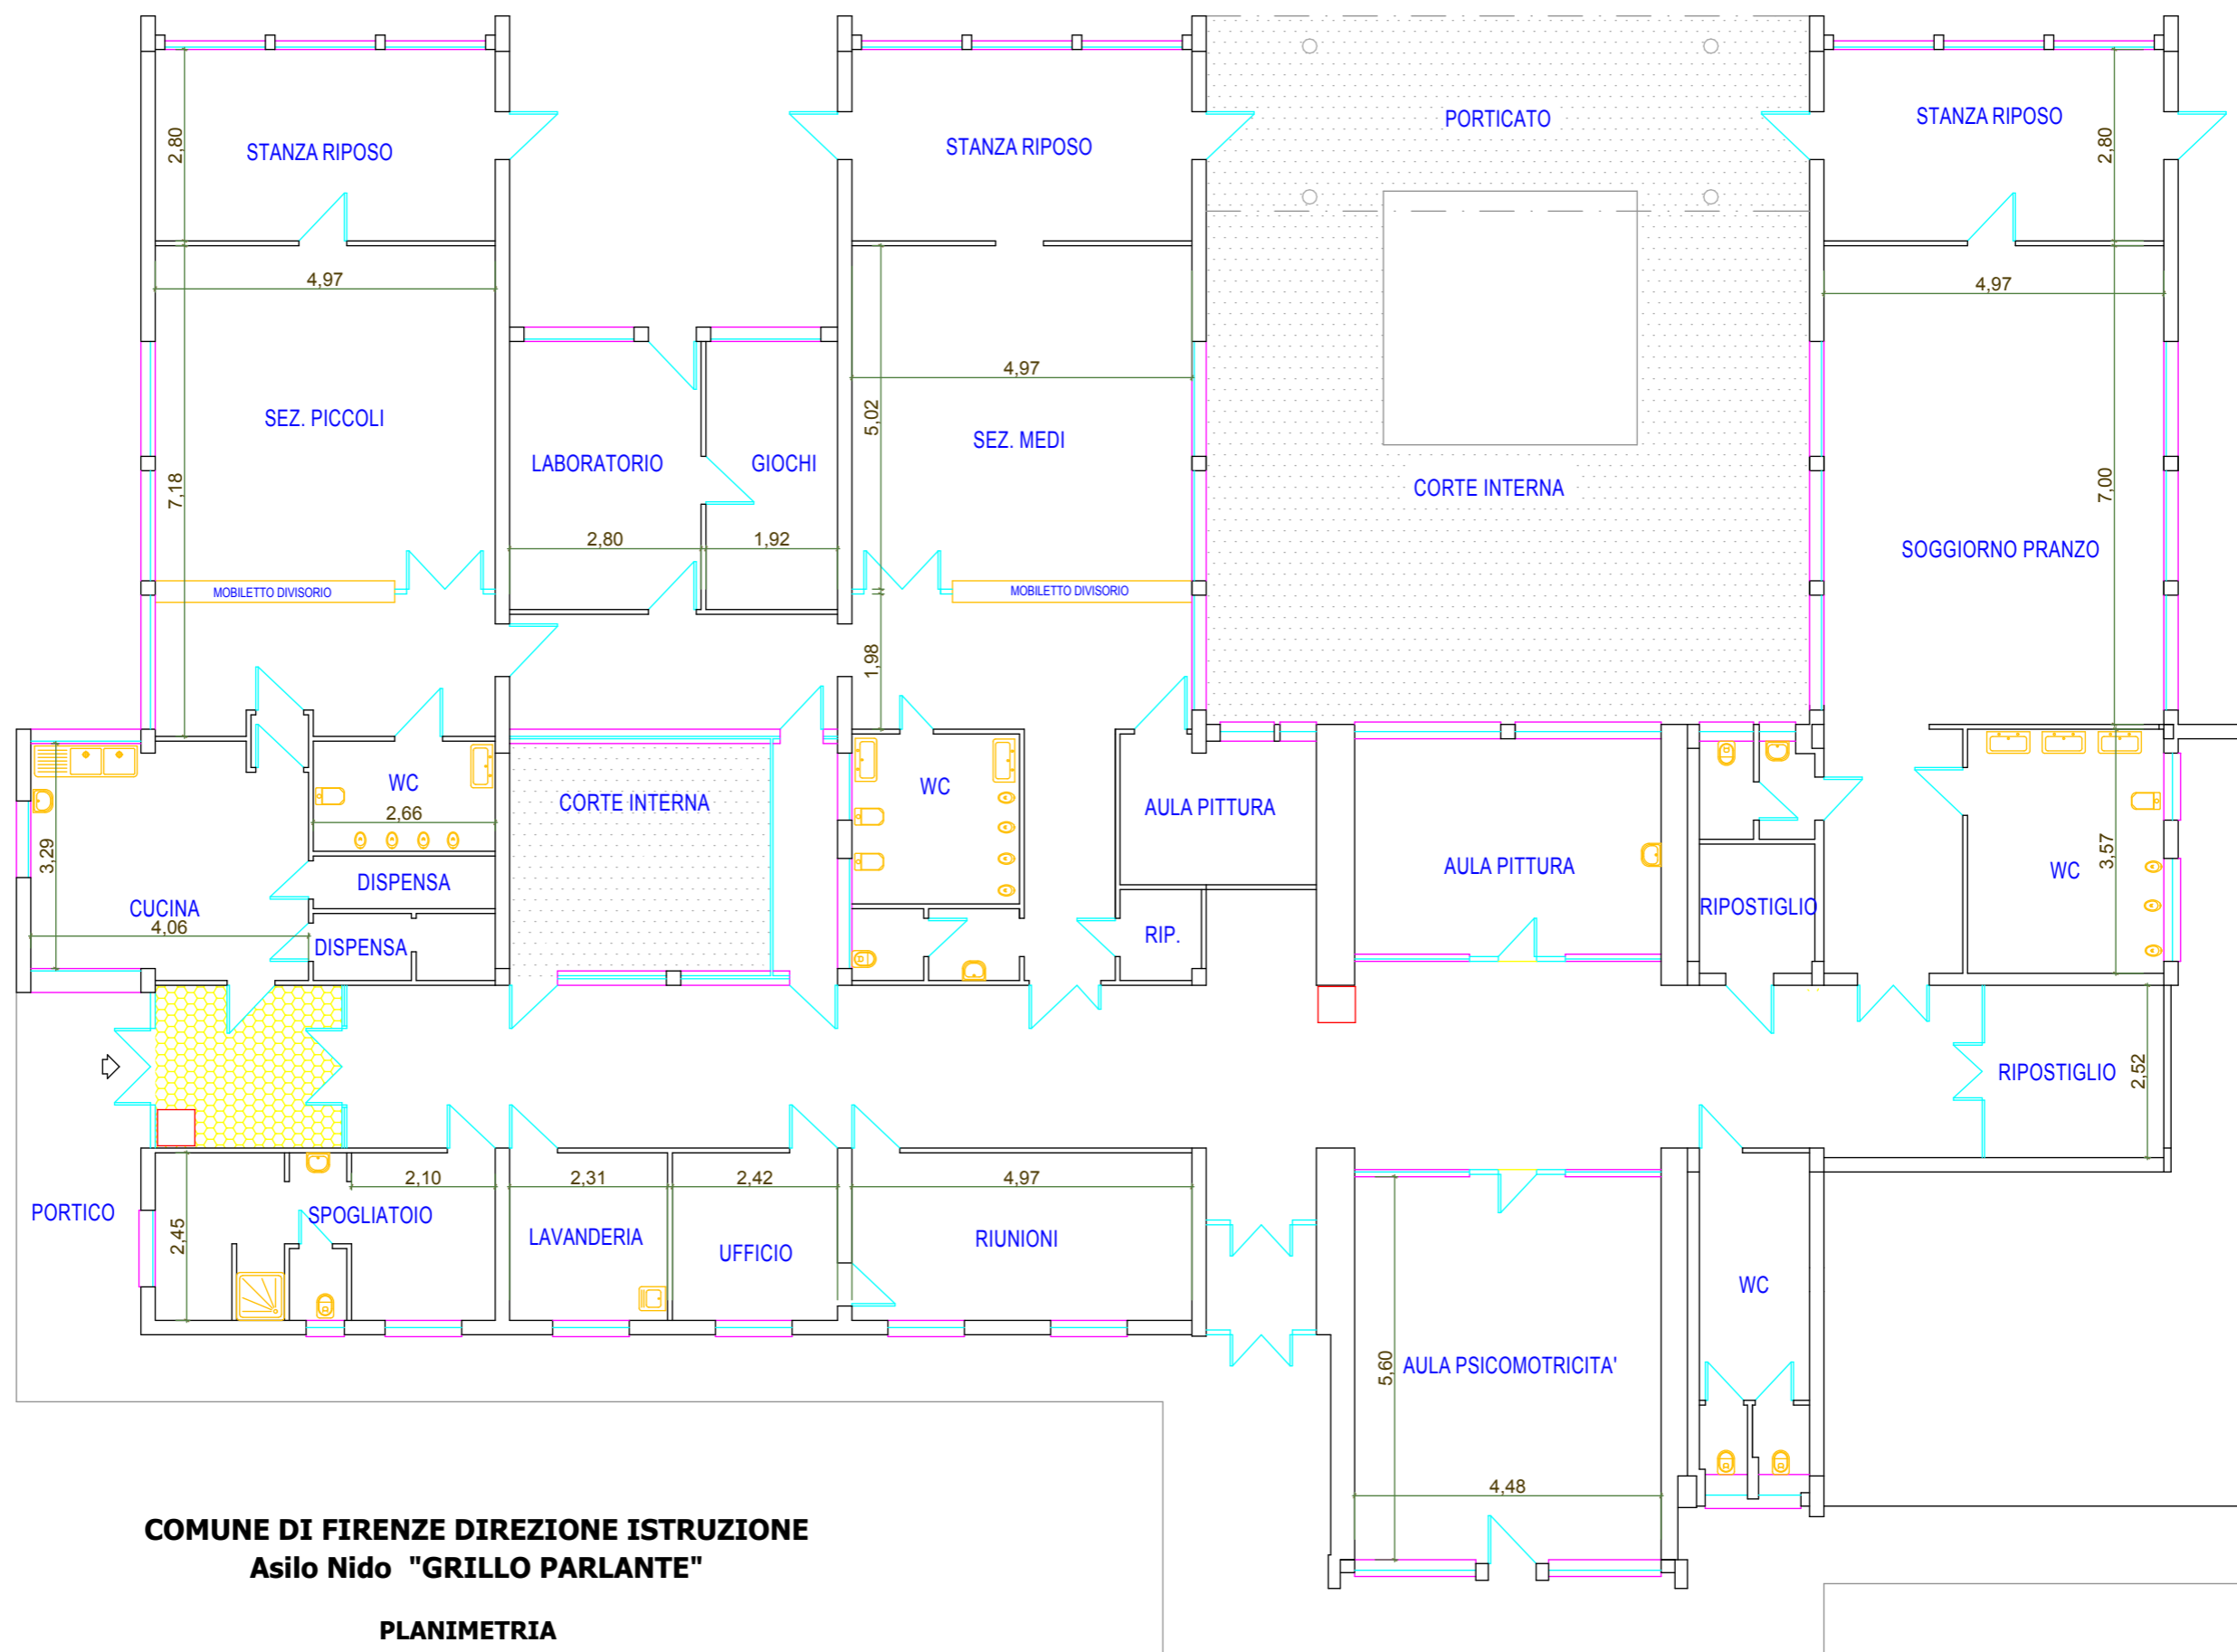 PORTICATO
STANZA RIPOSO
STANZA RIPOSO
STANZA RIPOSO
2,80
2,80
4,97
4,97
4,97
SEZ. PICCOLI
5,02
SEZ. MEDI
LABORATORIO
GIOCHI
CORTE INTERNA
7,18
7,00
2,80
1,92
SOGGIORNO PRANZO
MOBILETTO DIVISORIO
MOBILETTO DIVISORIO
1,98
WC
CORTE INTERNA
WC
AULA PITTURA
2,66
3,29
AULA PITTURA
3,57
WC
DISPENSA
CUCINA
4,06
RIPOSTIGLIO
DISPENSA
RIP.
RIPOSTIGLIO
2,52
2,10
2,31
2,42
4,97
PORTICO
SPOGLIATOIO
2,45
LAVANDERIA
UFFICIO
RIUNIONI
WC
5,60
AULA PSICOMOTRICITA'
4,48
COMUNE DI FIRENZE DIREZIONE ISTRUZIONE
Asilo Nido "GRILLO PARLANTE"
PLANIMETRIA